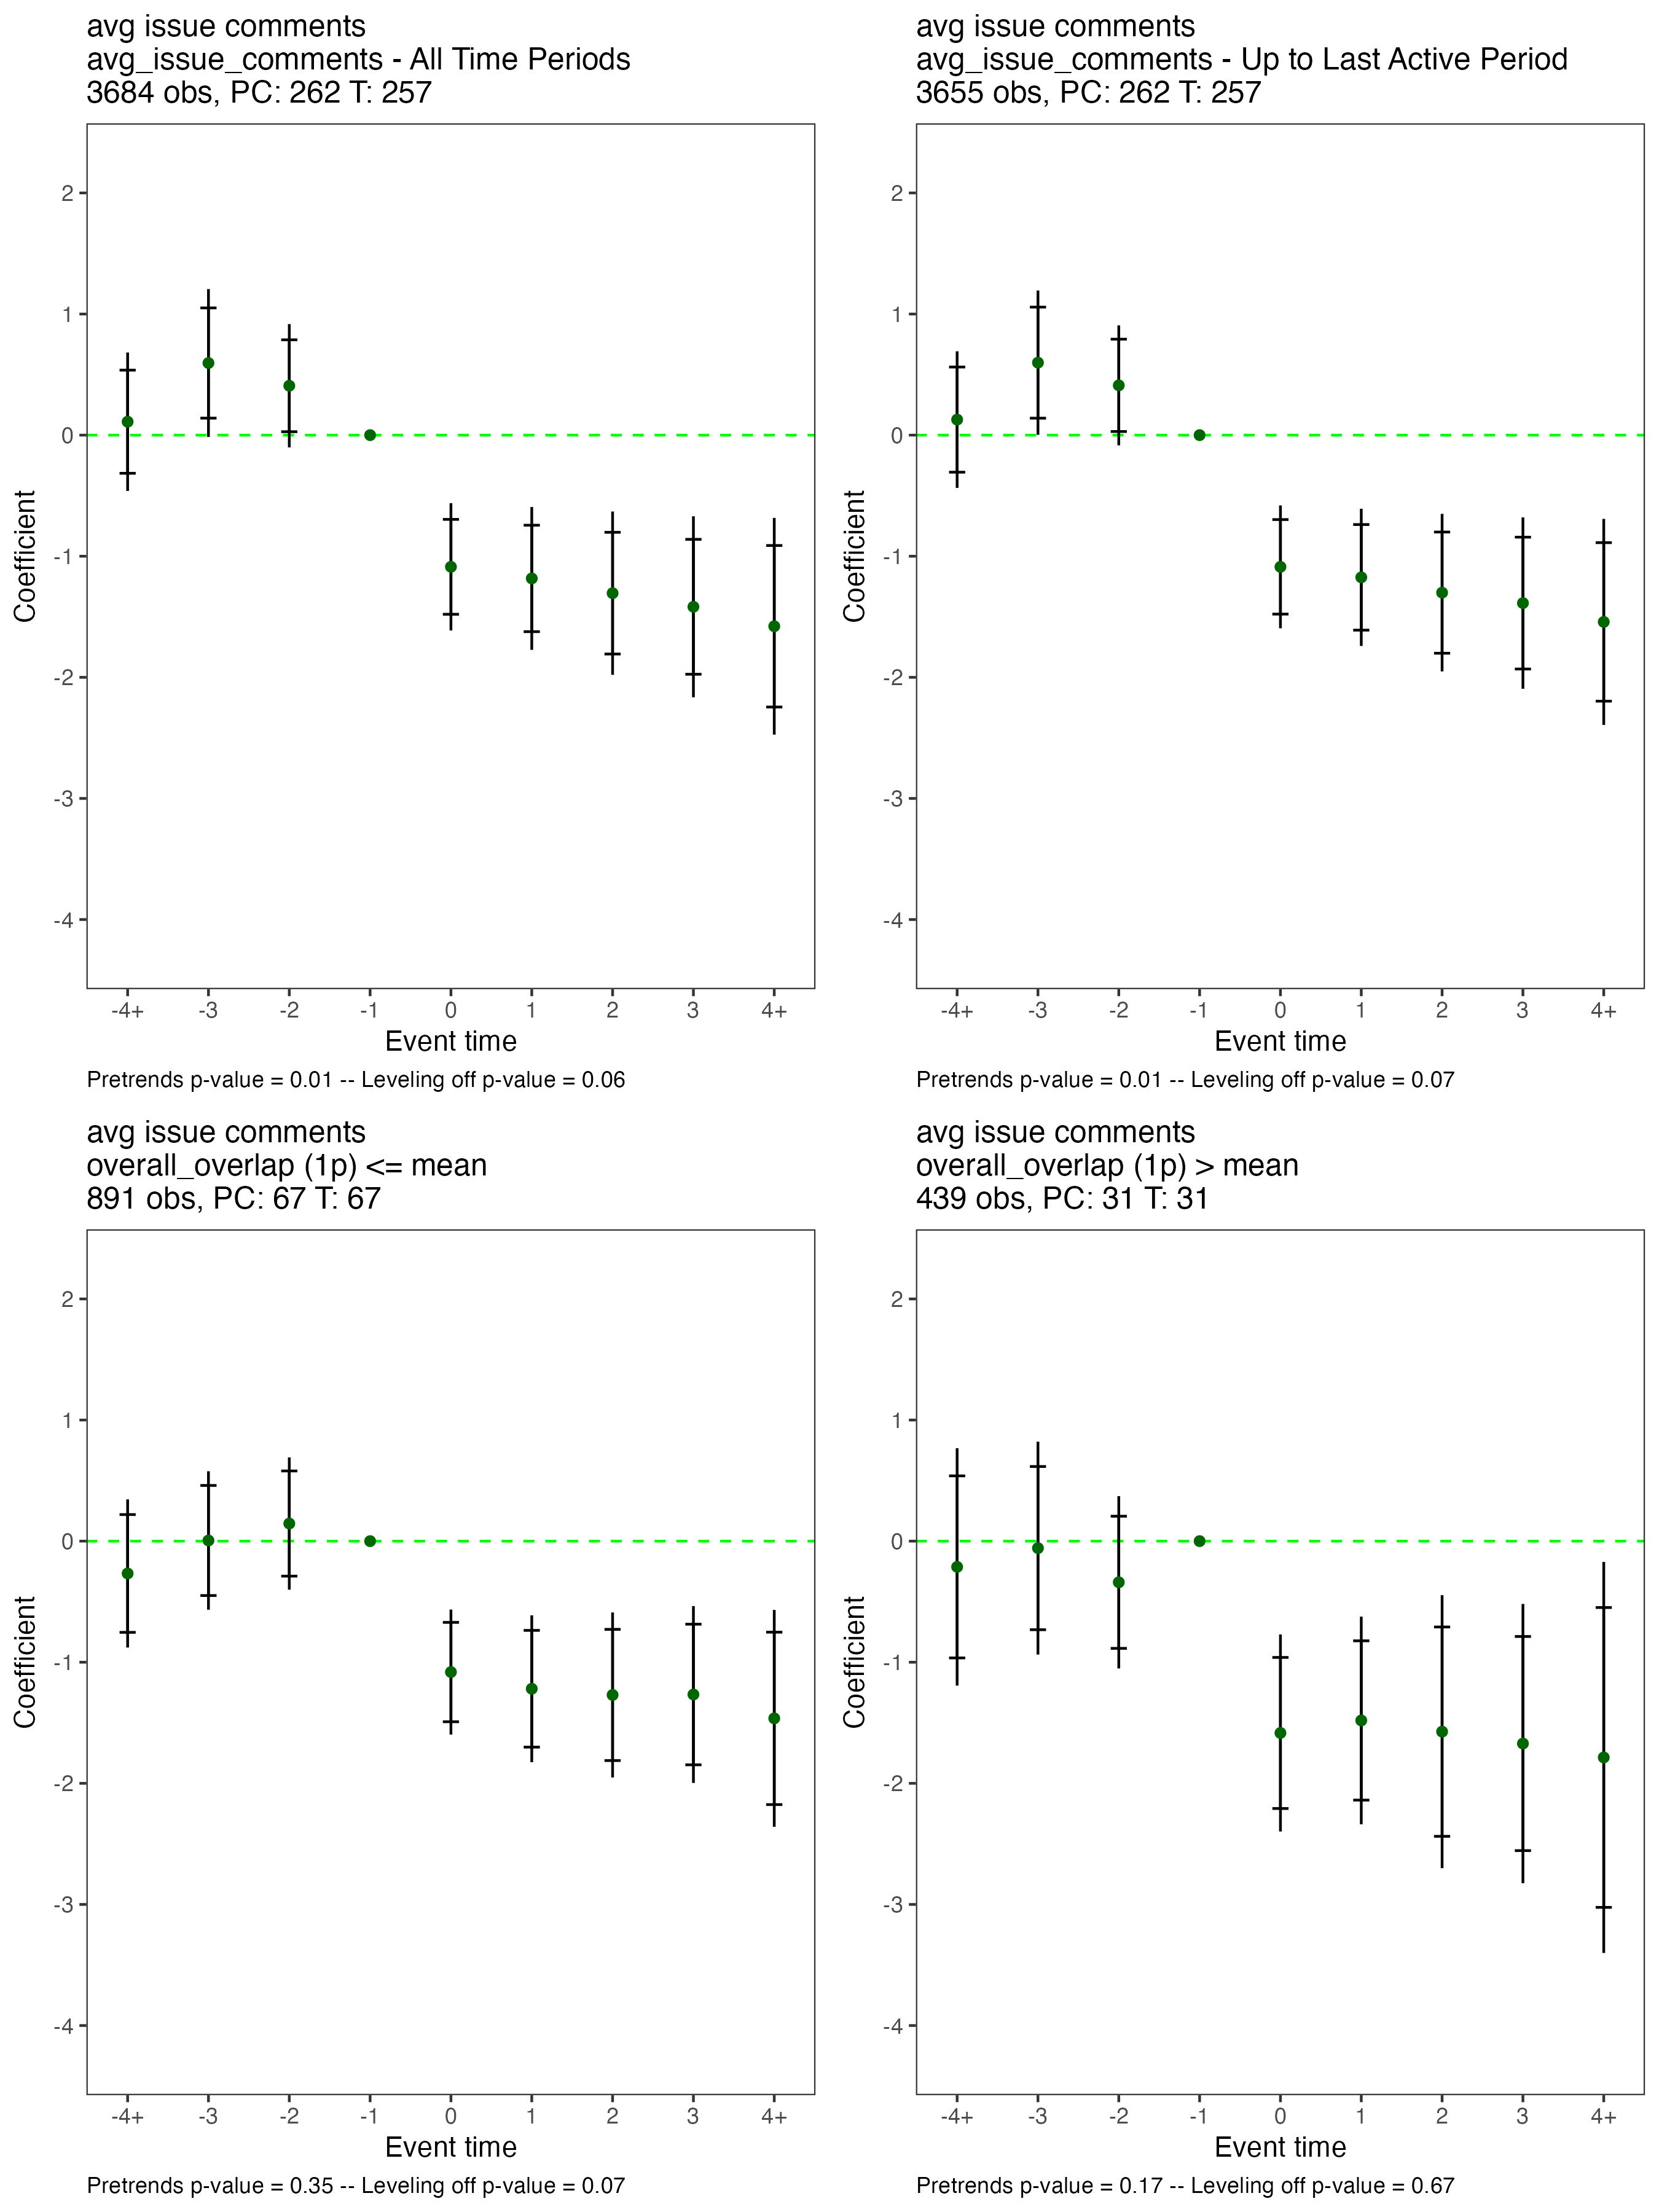 avg issue comments
avg_issue_comments - All Time Periods
3684 obs, PC: 262 T: 257
2
1
0
-1
-2
-3
-4
Coefficient
-4+ -3 -2 -1 0 1 2 3 4+
Event time
Pretrends p-value = 0.01 -- Leveling off p-value = 0.06
avg issue comments
avg_issue_comments - Up to Last Active Period
3655 obs, PC: 262 T: 257
2
1
0
-1
-2
-3
-4
Coefficient
-4+ -3 -2 -1 0 1 2 3 4+
Event time
Pretrends p-value = 0.01 -- Leveling off p-value = 0.07
avg issue comments
overall_overlap (1p) <= mean
891 obs, PC: 67 T: 67
2
1
0
-1
-2
-3
-4
Coefficient
-4+ -3 -2 -1 0 1 2 3 4+
Event time
Pretrends p-value = 0.35 -- Leveling off p-value = 0.07
avg issue comments
overall_overlap (1p) > mean
439 obs, PC: 31 T: 31
2
1
0
-1
-2
-3
-4
Coefficient
-4+ -3 -2 -1 0 1 2 3 4+
Event time
Pretrends p-value = 0.17 -- Leveling off p-value = 0.67